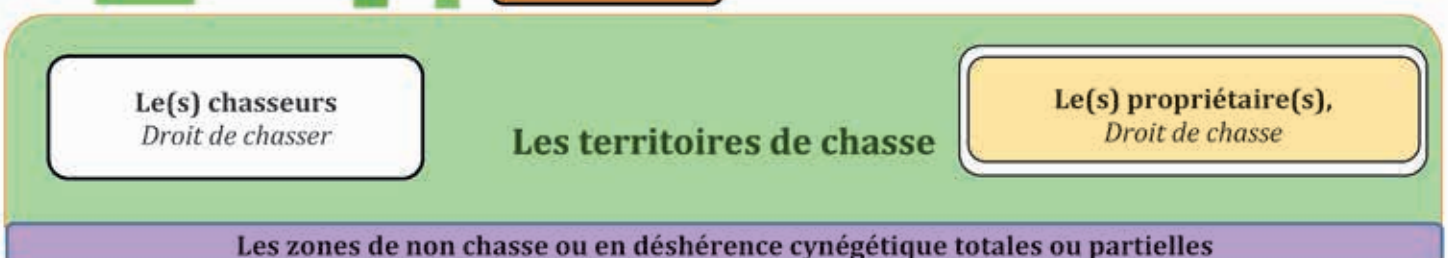 Le(s) chasseurs
Droit de chasser
Les territoires de chasse
Le(s) propriétaire(s),
Droit de chasse
Les zones de non chasse ou en déshérence cynégétique totales ou partielles